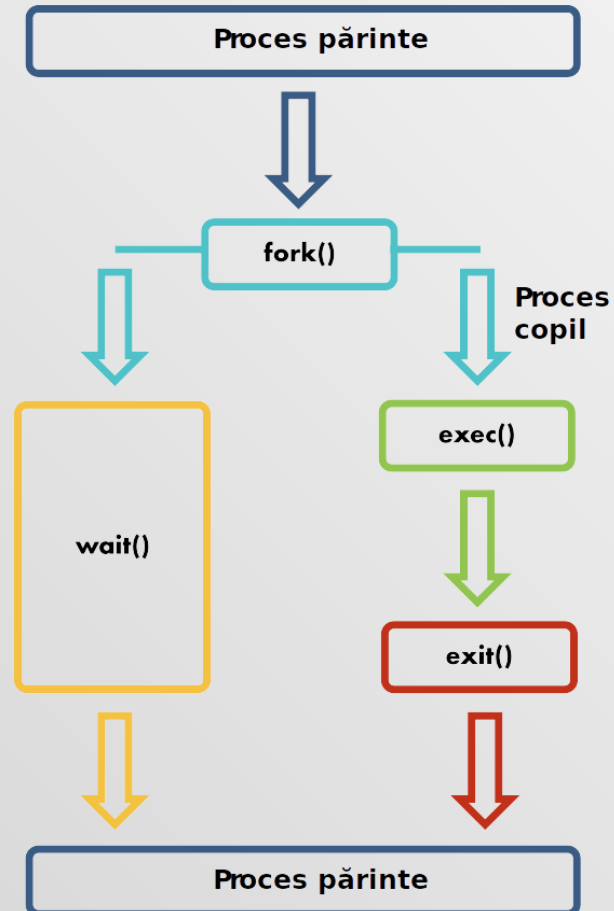 Proces părinte
fork()
Proces
copil
exec()
wait()
exit()
Proces părinte